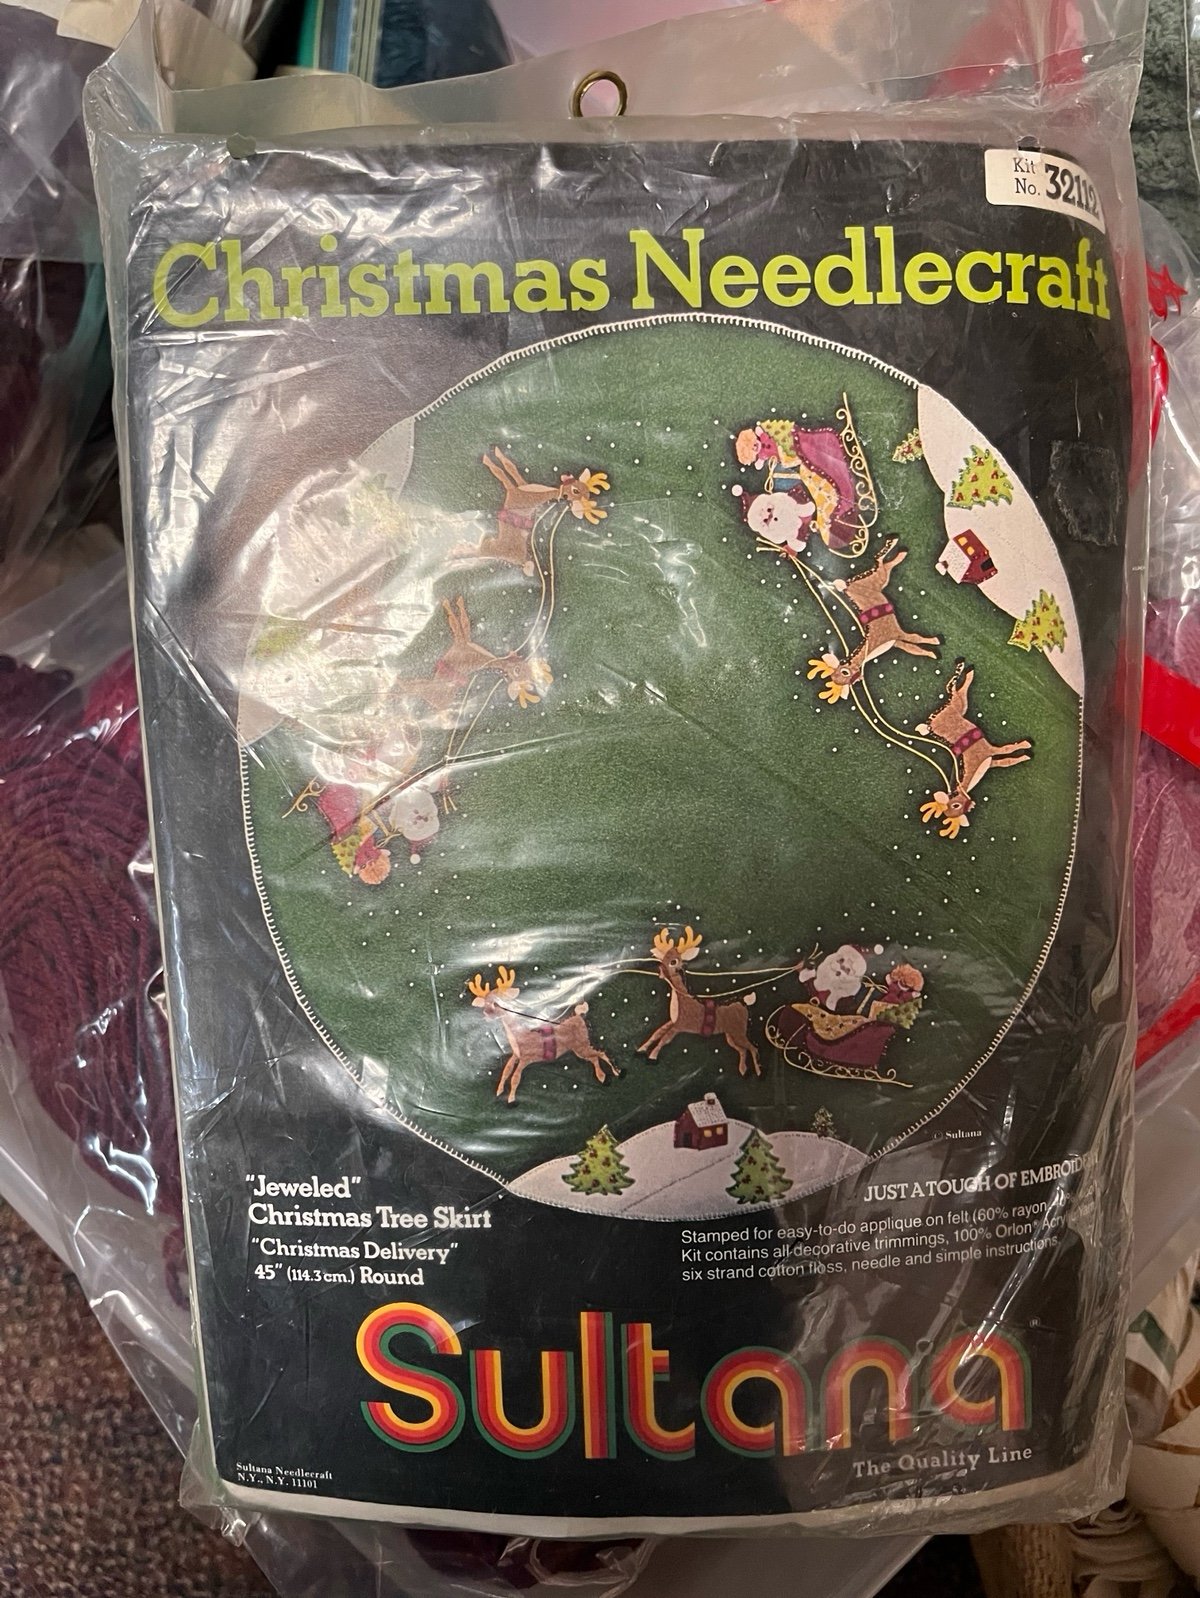 Kit
No. 32112
Christmas Needlecraft
© Sultana
"Jeweled"
Christmas Tree Skirt
"Christmas Delivery"
45" (114.3 cm.) Round
JUST A TOUCH OF
Stamped for easy-to-do applique on felt (60% rayon,
Kit contains all decorative trimmings, 100% Orlon® Acrylic
six strand cotton floss, needle and simple instructions.
Sultana®
The Quality Line
Sultana Needlecraft
N.Y., N.Y. 11101